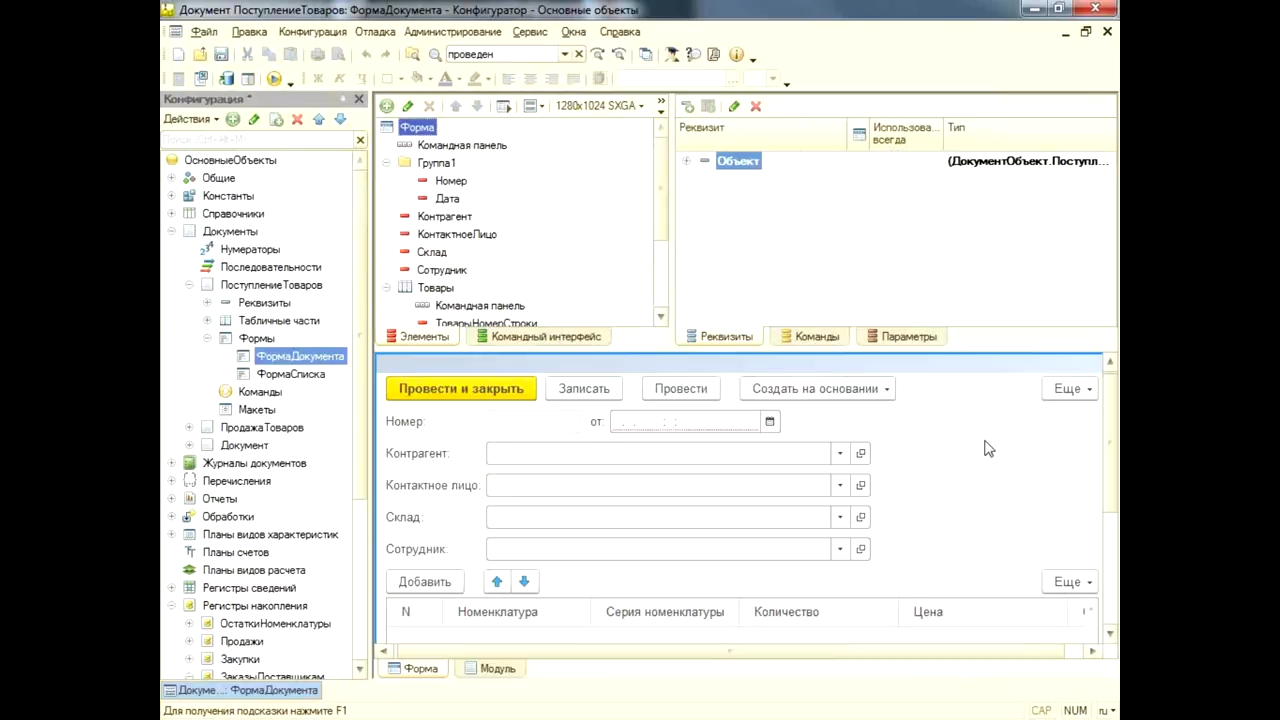 Документ ПоступлениеТоваров: ФормаДокумента - Конфигуратор - Основные объекты
Файл Правка Конфигурация Отладка Администрирование Сервис Окна Справка
проведен
Конфигурация *
Действия
ОсновныеОбъекты
Общие
Константы
Справочники
Документы
Нумераторы
Последовательности
ПоступлениеТоваров
Реквизиты
Табличные части
Формы
ФормаДокумента
ФормаСписка
Команды
Макеты
ПродажаТоваров
Документ
Журналы документов
Перечисления
Отчеты
Обработки
Планы видов характеристик
Планы счетов
Планы видов расчета
Регистры сведений
Регистры накопления
ОстаткиНоменклатуры
Продажи
Закупки
ЗаказыПоставщикам
1280x1024 SXGA
Форма
Командная панель
Группа1
Номер
Дата
Контрагент
КонтактноеЛицо
Склад
Сотрудник
Товары
Командная панель
ТоварыНомерСтроки
Элементы Командный интерфейс
Реквизит Использова... всегда Тип
Объект (ДокументОбъект.Поступл...
Реквизиты Команды Параметры
Провести и закрыть Записать Провести Создать на основании Еще
Номер: от: . . : :
Контрагент:
Контактное лицо:
Склад:
Сотрудник:
Добавить Еще
N Номенклатура Серия номенклатуры Количество Цена
Форма Модуль
Докуме...: ФормаДокумента
Для получения подсказки нажмите F1 CAP NUM ru